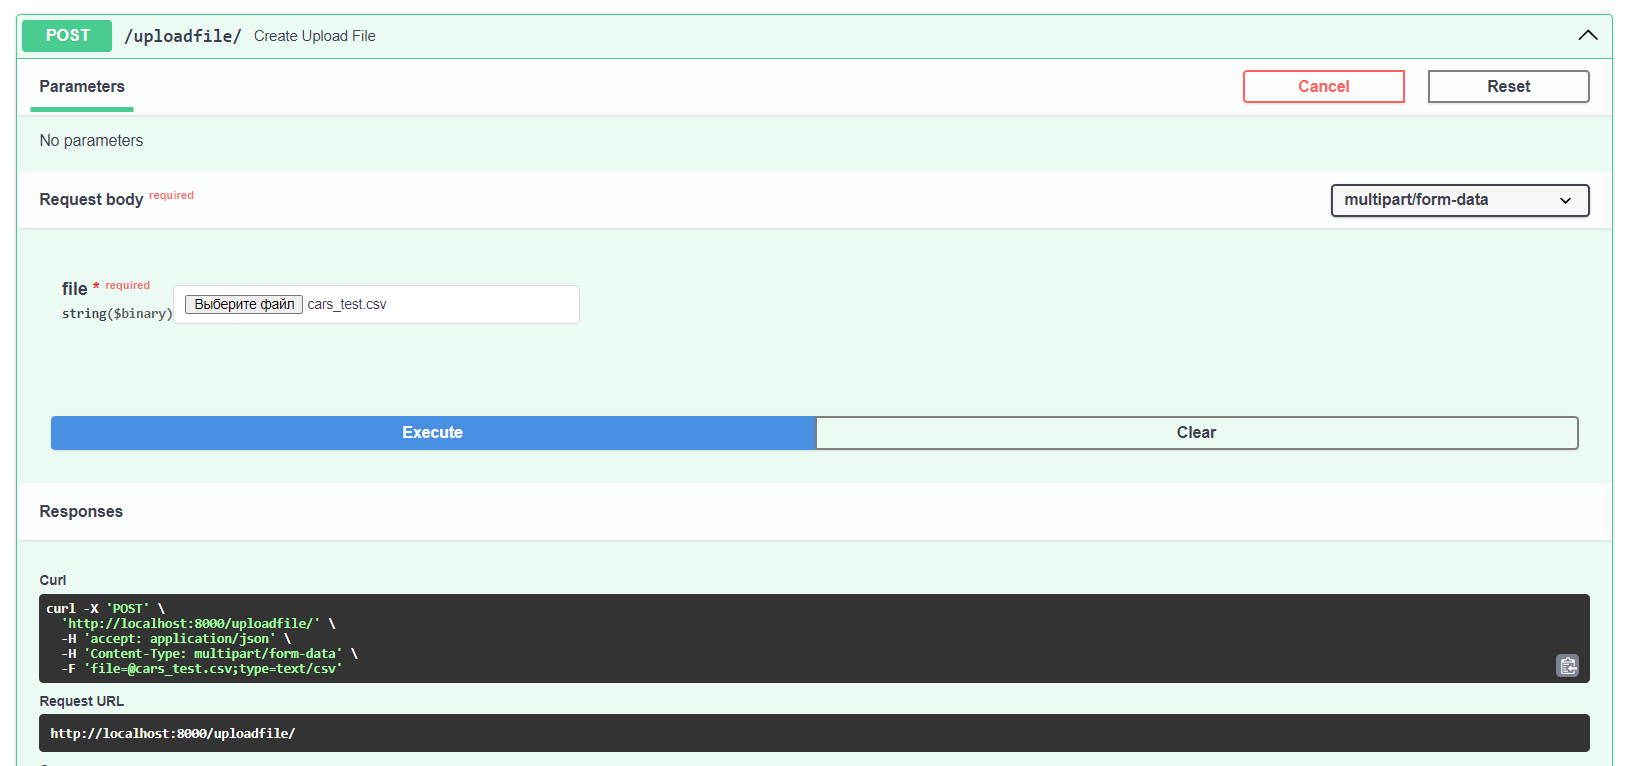 POST /uploadfile/ Create Upload File
Parameters Cancel Reset
No parameters
Request body required multipart/form-data
file * required
string($binary) Выберите файл cars_test.csv
Execute Clear
Responses
Curl
curl -X 'POST' \
'http://localhost:8000/uploadfile/' \
-H 'accept: application/json' \
-H 'Content-Type: multipart/form-data' \
-F 'file=@cars_test.csv;type=text/csv'
Request URL
http://localhost:8000/uploadfile/